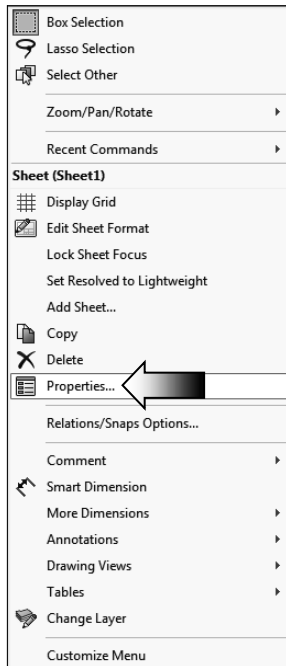 Box Selection
Lasso Selection
Select Other
Zoom/Pan/Rotate
Recent Commands
Sheet (Sheet1)
Display Grid
Edit Sheet Format
Lock Sheet Focus
Set Resolved to Lightweight
Add Sheet...
Copy
Delete
Properties...
Relations/Snaps Options...
Comment
Smart Dimension
More Dimensions
Annotations
Drawing Views
Tables
Change Layer
Customize Menu